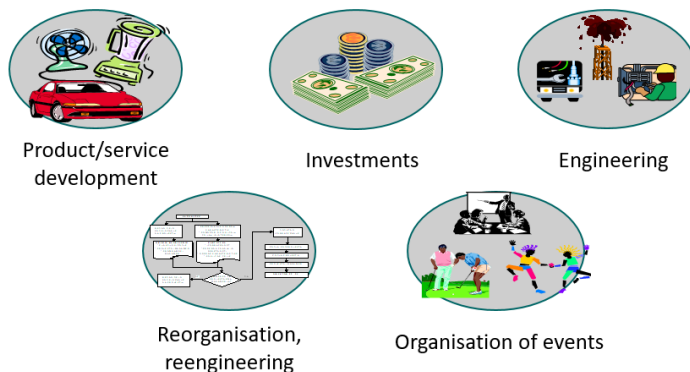 Product/service
development
Investments
Engineering
Reorganisation,
reengineering
Organisation of events